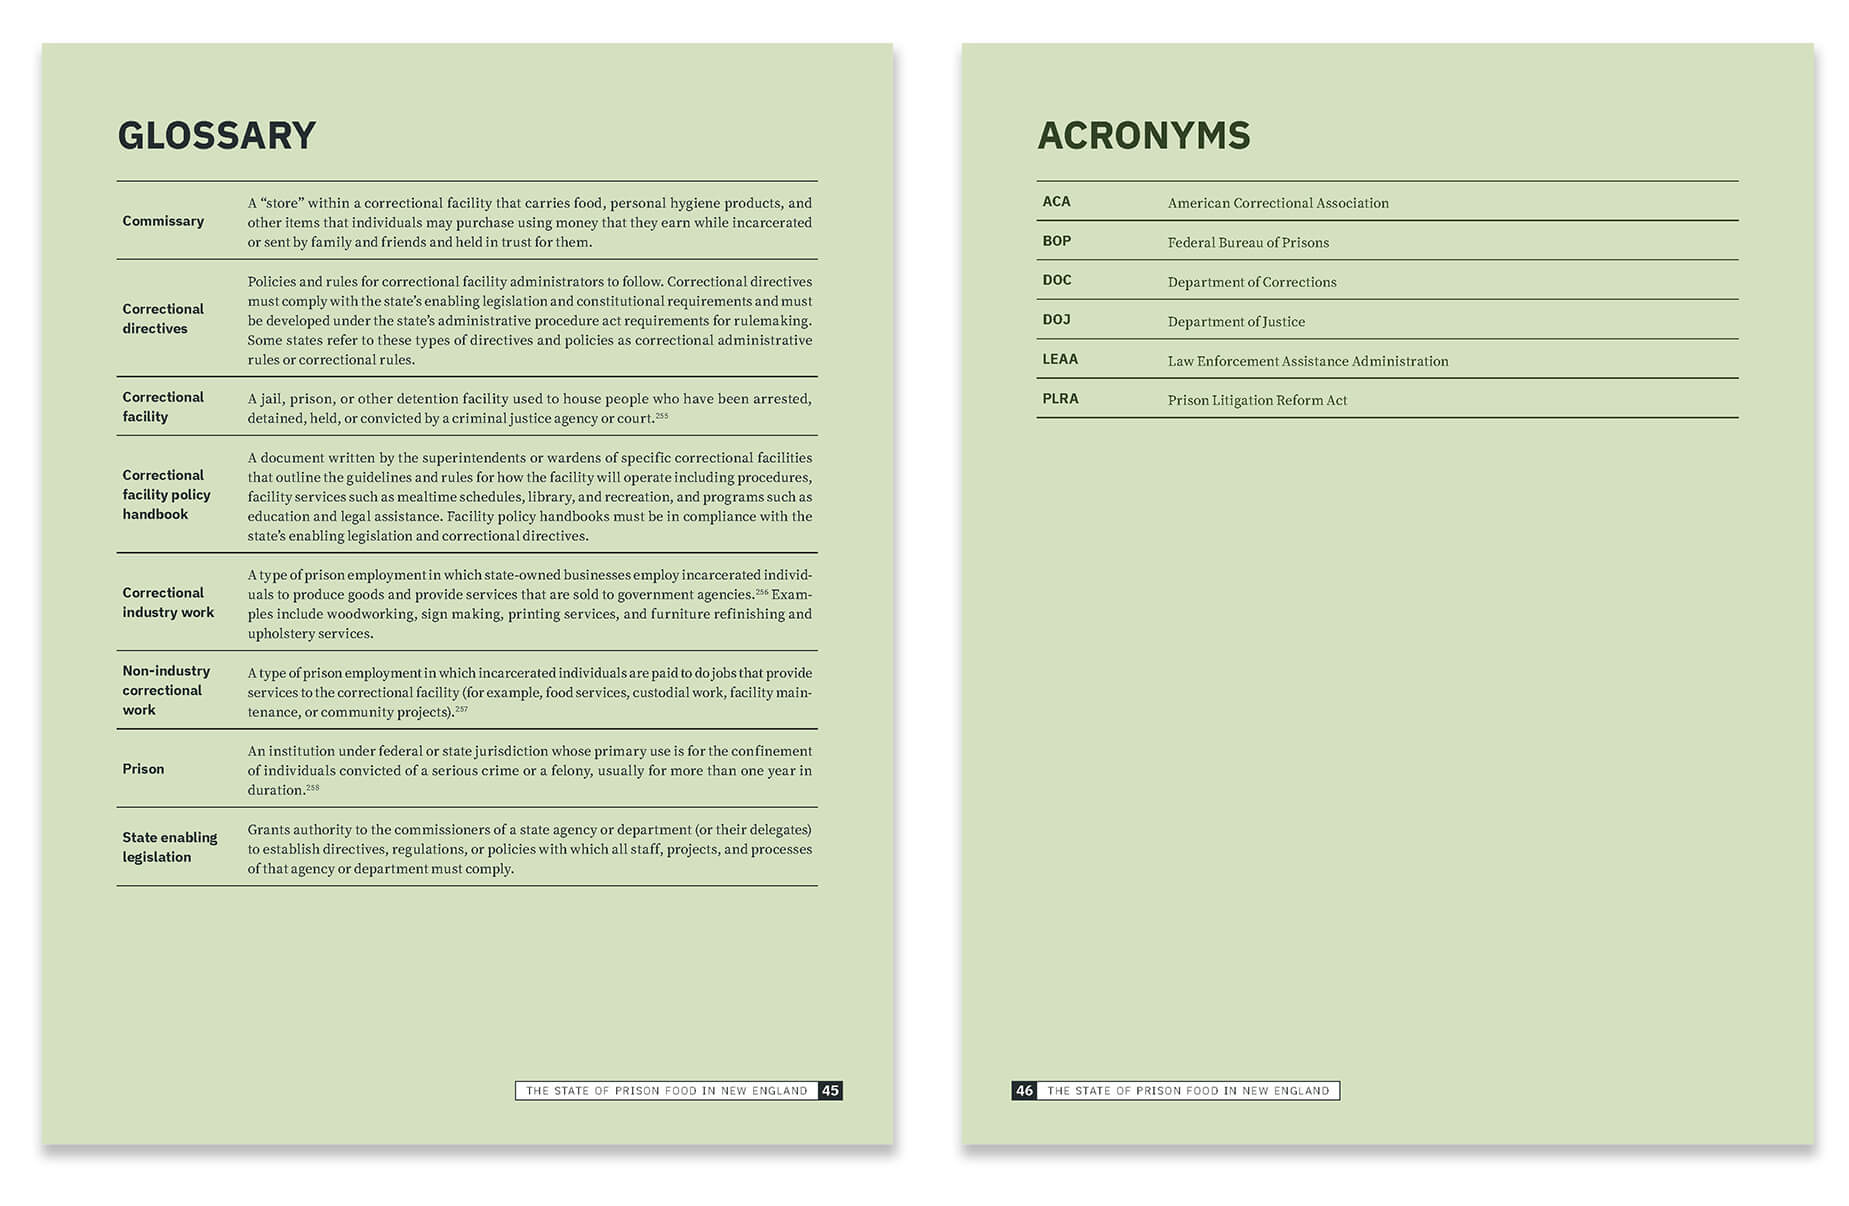 GLOSSARY
Commissary
A “store” within a correctional facility that carries food, personal hygiene products, and
other items that individuals may purchase using money that they earn while incarcerated
or sent by family and friends and held in trust for them.
Correctional
directives
Policies and rules for correctional facility administrators to follow. Correctional directives
must comply with the state’s enabling legislation and constitutional requirements and must
be developed under the state’s administrative procedure act requirements for rulemaking.
Some states refer to these types of directives and policies as correctional administrative
rules or correctional rules.
Correctional
facility
A jail, prison, or other detention facility used to house people who have been arrested,
detained, held, or convicted by a criminal justice agency or court.255
Correctional
facility policy
handbook
A document written by the superintendents or wardens of specific correctional facilities
that outline the guidelines and rules for how the facility will operate including procedures,
facility services such as mealtime schedules, library, and recreation, and programs such as
education and legal assistance. Facility policy handbooks must be in compliance with the
state’s enabling legislation and correctional directives.
Correctional
industry work
A type of prison employment in which state-owned businesses employ incarcerated individ-
uals to produce goods and provide services that are sold to government agencies.256 Exam-
ples include woodworking, sign making, printing services, and furniture refinishing and
upholstery services.
Non-industry
correctional
work
A type of prison employment in which incarcerated individuals are paid to do jobs that provide
services to the correctional facility (for example, food services, custodial work, facility main-
tenance, or community projects).257
Prison
An institution under federal or state jurisdiction whose primary use is for the confinement
of individuals convicted of a serious crime or a felony, usually for more than one year in
duration.258
State enabling
legislation
Grants authority to the commissioners of a state agency or department (or their delegates)
to establish directives, regulations, or policies with which all staff, projects, and processes
of that agency or department must comply.
THE STATE OF PRISON FOOD IN NEW ENGLAND 45
ACRONYMS
ACA American Correctional Association
BOP Federal Bureau of Prisons
DOC Department of Corrections
DOJ Department of Justice
LEAA Law Enforcement Assistance Administration
PLRA Prison Litigation Reform Act
46 THE STATE OF PRISON FOOD IN NEW ENGLAND